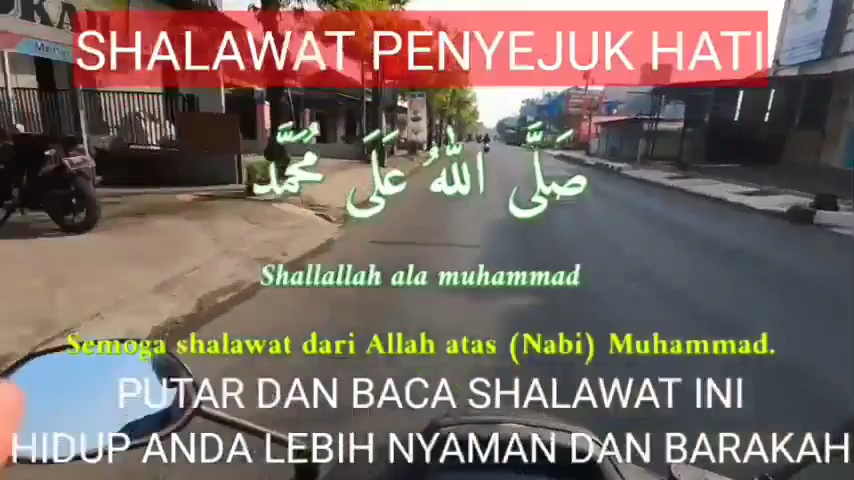 SHALAWAT PENYEJUK HATI
صَلَّى اللهُ عَلَى مُحَمَّد
Shallallah ala muhammad
Semoga shalawat dari Allah atas (Nabi) Muhammad.
PUTAR DAN BACA SHALAWAT INI
HIDUP ANDA LEBIH NYAMAN DAN BARAKAH